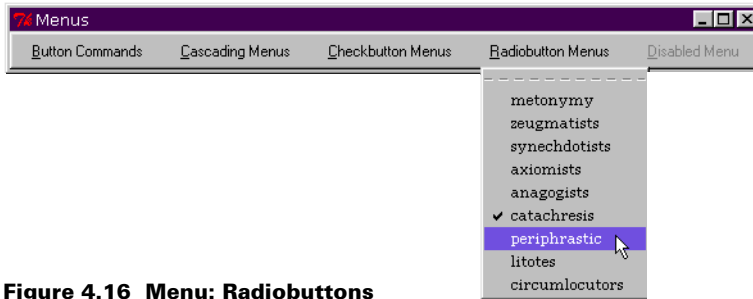 Menus
Button Commands Cascading Menus Checkbutton Menus Radiobutton Menus Disabled Menu
metonymy
zeugmatists
synechdotists
axiomists
anagogists
catachresis
periphrastic
litotes
circumlocutors
Figure 4.16 Menu: Radiobuttons